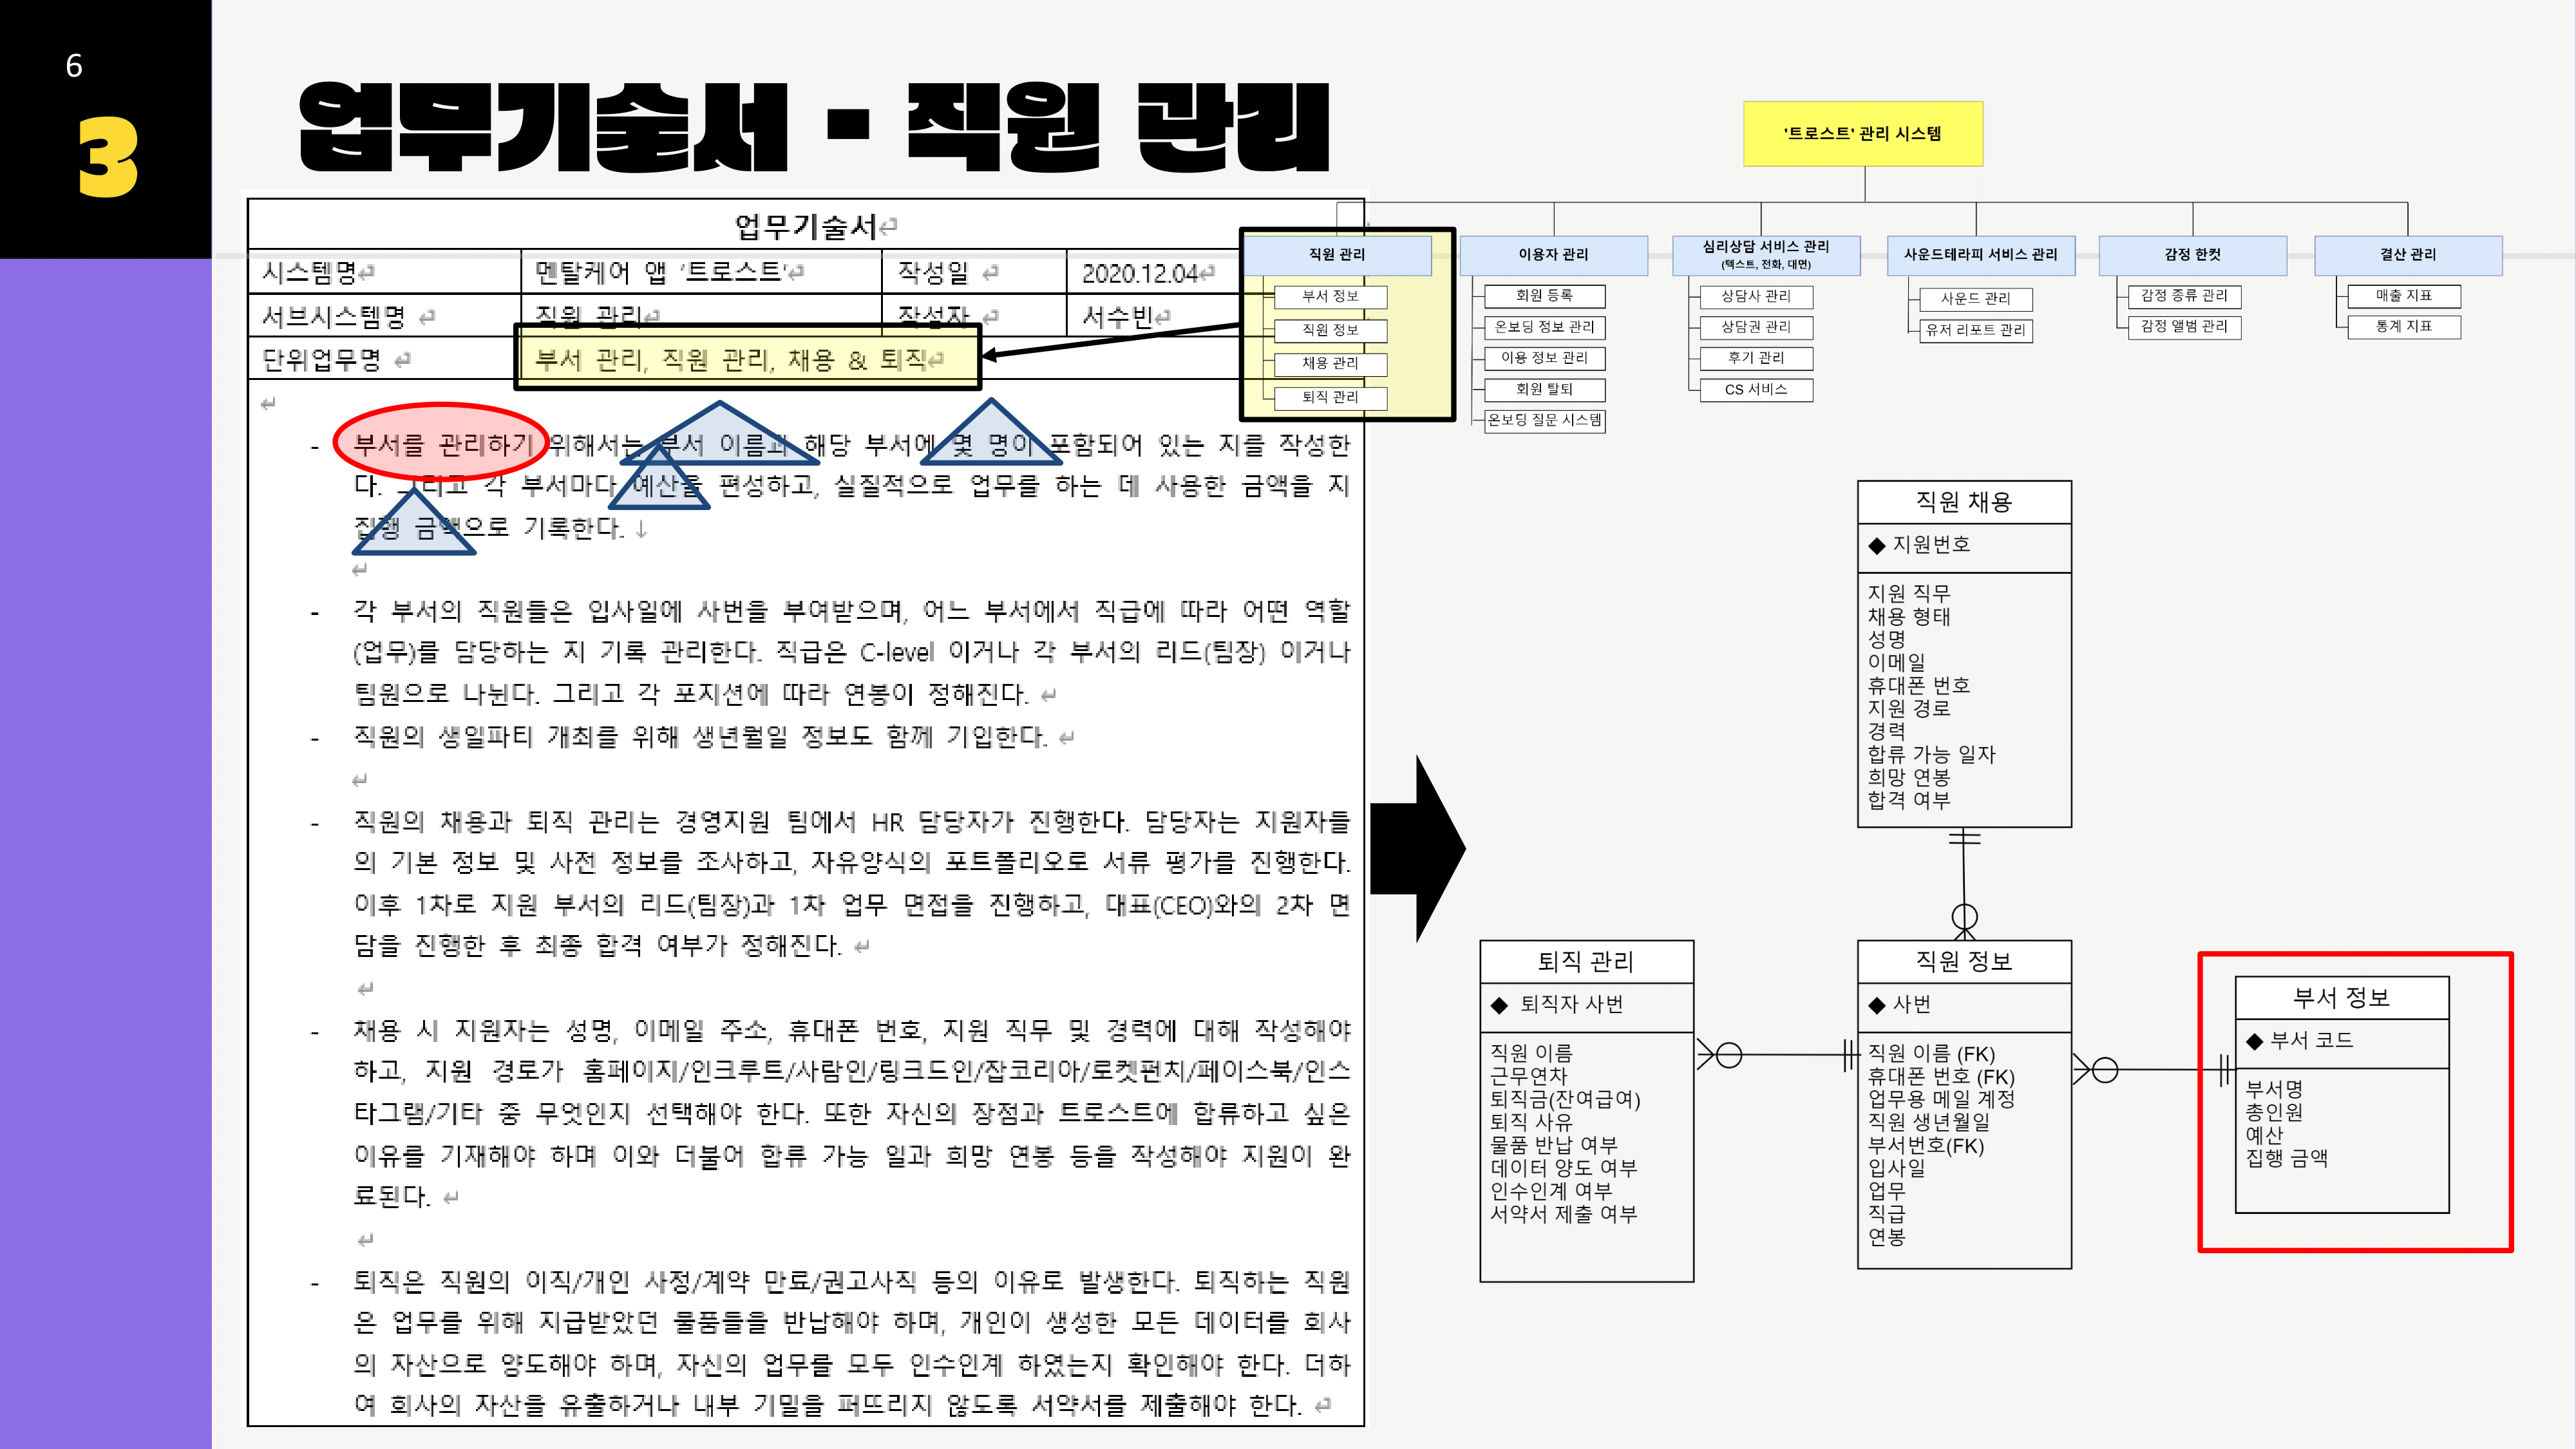 6
3
업무기술서 - 직원 관리
업무기술서
시스템명 멘탈케어 앱 '트로스트' 작성일 2020.12.04
서브시스템명 직원 관리 작성자 서수빈
단위업무명 부서 관리, 직원 관리, 채용 & 퇴직
- 부서를 관리하기 위해서는 부서 이름과 해당 부서에 몇 명이 포함되어 있는 지를 작성한
다. 그리고 각 부서마다 예산을 편성하고, 실질적으로 업무를 하는 데 사용한 금액을 지
집행 금액으로 기록한다.
- 각 부서의 직원들은 입사일에 사번을 부여받으며, 어느 부서에서 직급에 따라 어떤 역할
(업무)를 담당하는 지 기록 관리한다. 직급은 C-level 이거나 각 부서의 리드(팀장) 이거나
팀원으로 나뉜다. 그리고 각 포지션에 따라 연봉이 정해진다.
- 직원의 생일파티 개최를 위해 생년월일 정보도 함께 기입한다.
- 직원의 채용과 퇴직 관리는 경영지원 팀에서 HR 담당자가 진행한다. 담당자는 지원자들
의 기본 정보 및 사전 정보를 조사하고, 자유양식의 포트폴리오로 서류 평가를 진행한다.
이후 1차로 지원 부서의 리드(팀장)과 1차 업무 면접을 진행하고, 대표(CEO)와의 2차 면
담을 진행한 후 최종 합격 여부가 정해진다.
- 채용 시 지원자는 성명, 이메일 주소, 휴대폰 번호, 지원 직무 및 경력에 대해 작성해야
하고, 지원 경로가 홈페이지/인크루트/사람인/링크드인/잡코리아/로켓펀치/페이스북/인스
타그램/기타 중 무엇인지 선택해야 한다. 또한 자신의 장점과 트로스트에 합류하고 싶은
이유를 기재해야 하며 이와 더불어 합류 가능 일과 희망 연봉 등을 작성해야 지원이 완
료된다.
- 퇴직은 직원의 이직/개인 사정/계약 만료/권고사직 등의 이유로 발생한다. 퇴직하는 직원
은 업무를 위해 지급받았던 물품들을 반납해야 하며, 개인이 생성한 모든 데이터를 회사
의 자산으로 양도해야 하며, 자신의 업무를 모두 인수인계 하였는지 확인해야 한다. 더하
여 회사의 자산을 유출하거나 내부 기밀을 퍼뜨리지 않도록 서약서를 제출해야 한다.
'트로스트' 관리 시스템
직원 관리
부서 정보
직원 정보
채용 관리
퇴직 관리
이용자 관리
회원 등록
온보딩 정보 관리
이용 정보 관리
회원 탈퇴
온보딩 질문 시스템
심리상담 서비스 관리
(텍스트, 전화, 대면)
상담사 관리
상담권 관리
후기 관리
CS 서비스
사운드테라피 서비스 관리
사운드 관리
유저 리포트 관리
감정 한컷
감정 종류 관리
감정 앨범 관리
결산 관리
매출 지표
통계 지표
직원 채용
◆ 지원번호
지원 직무
채용 형태
성명
이메일
휴대폰 번호
지원 경로
경력
합류 가능 일자
희망 연봉
합격 여부
퇴직 관리
◆ 퇴직자 사번
직원 이름
근무연차
퇴직금(잔여급여)
퇴직 사유
물품 반납 여부
데이터 양도 여부
인수인계 여부
서약서 제출 여부
직원 정보
◆ 사번
직원 이름 (FK)
휴대폰 번호 (FK)
업무용 메일 계정
직원 생년월일
부서번호(FK)
입사일
업무
직급
연봉
부서 정보
◆ 부서 코드
부서명
총인원
예산
집행 금액